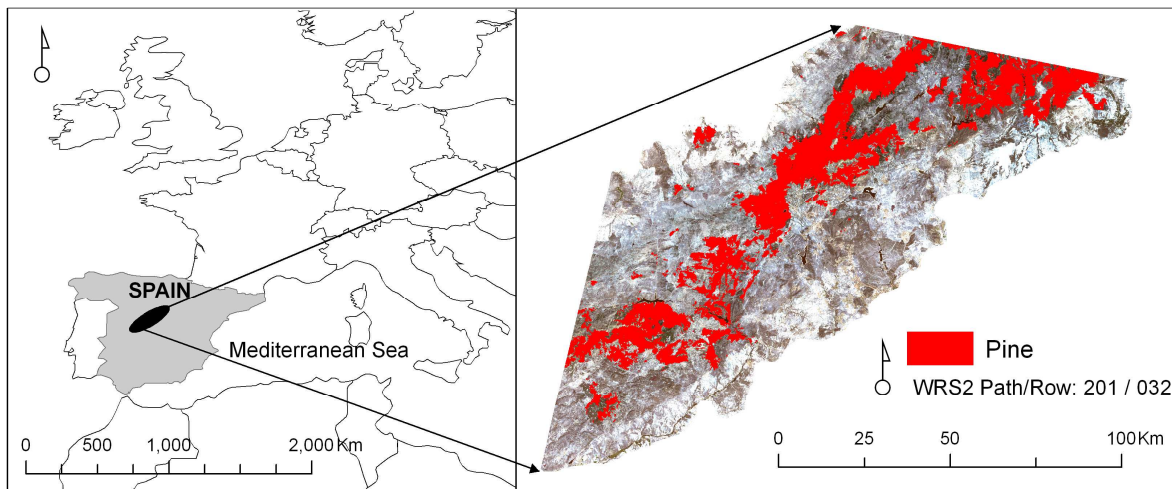 SPAIN
Mediterranean Sea
0 500 1,000 2,000 Km
Pine
WRS2 Path/Row: 201 / 032
0 25 50 100 Km